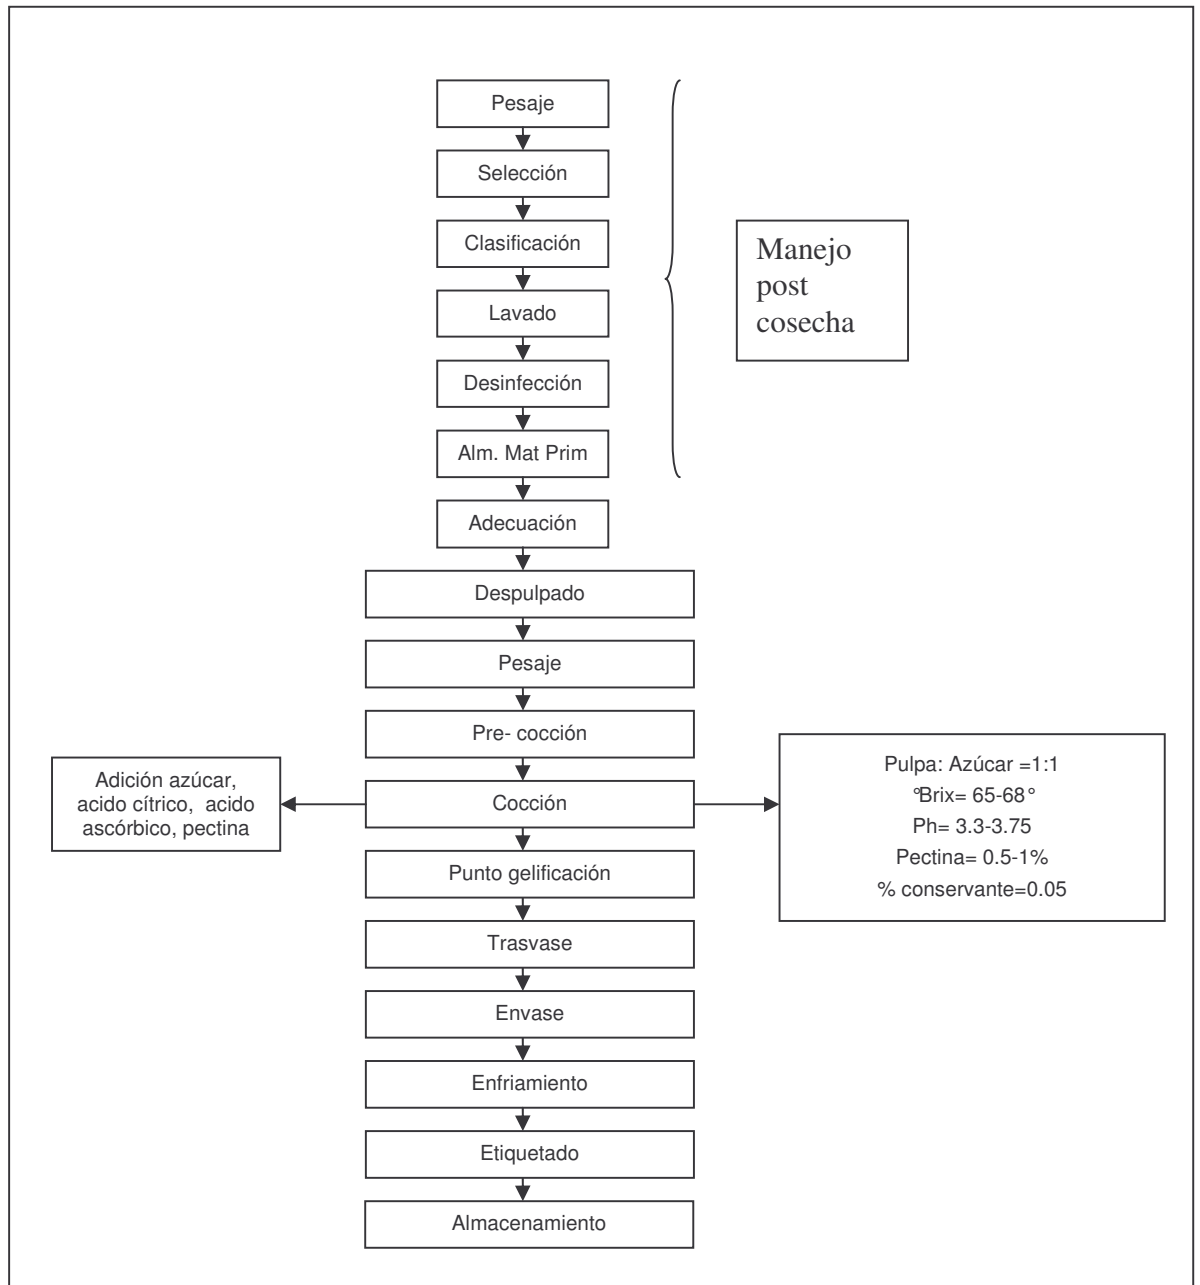 Pesaje
Selección
Clasificación
Lavado
Desinfección
Alm. Mat Prim
Manejo
post
cosecha
Adecuación
Despulpado
Pesaje
Pre- cocción
Cocción
Adición azúcar,
acido cítrico, acido
ascórbico, pectina
Pulpa: Azúcar =1:1
°Brix= 65-68°
Ph= 3.3-3.75
Pectina= 0.5-1%
% conservante=0.05
Punto gelificación
Trasvase
Envase
Enfriamiento
Etiquetado
Almacenamiento